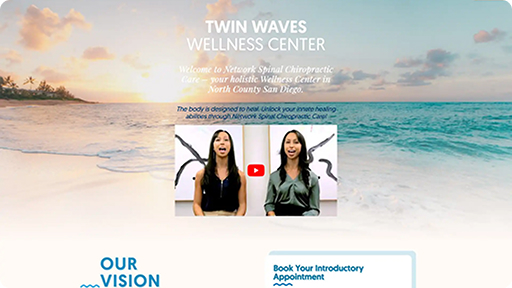 TWIN WAVES
WELLNESS CENTER
Welcome to Network Spinal Chiropractic
Care— your holistic Wellness Center in
North County San Diego.
The body is designed to heal. Unlock your innate healing
abilities through Network Spinal Chiropractic Care!
OUR
VISION
Book Your Introductory
Appointment